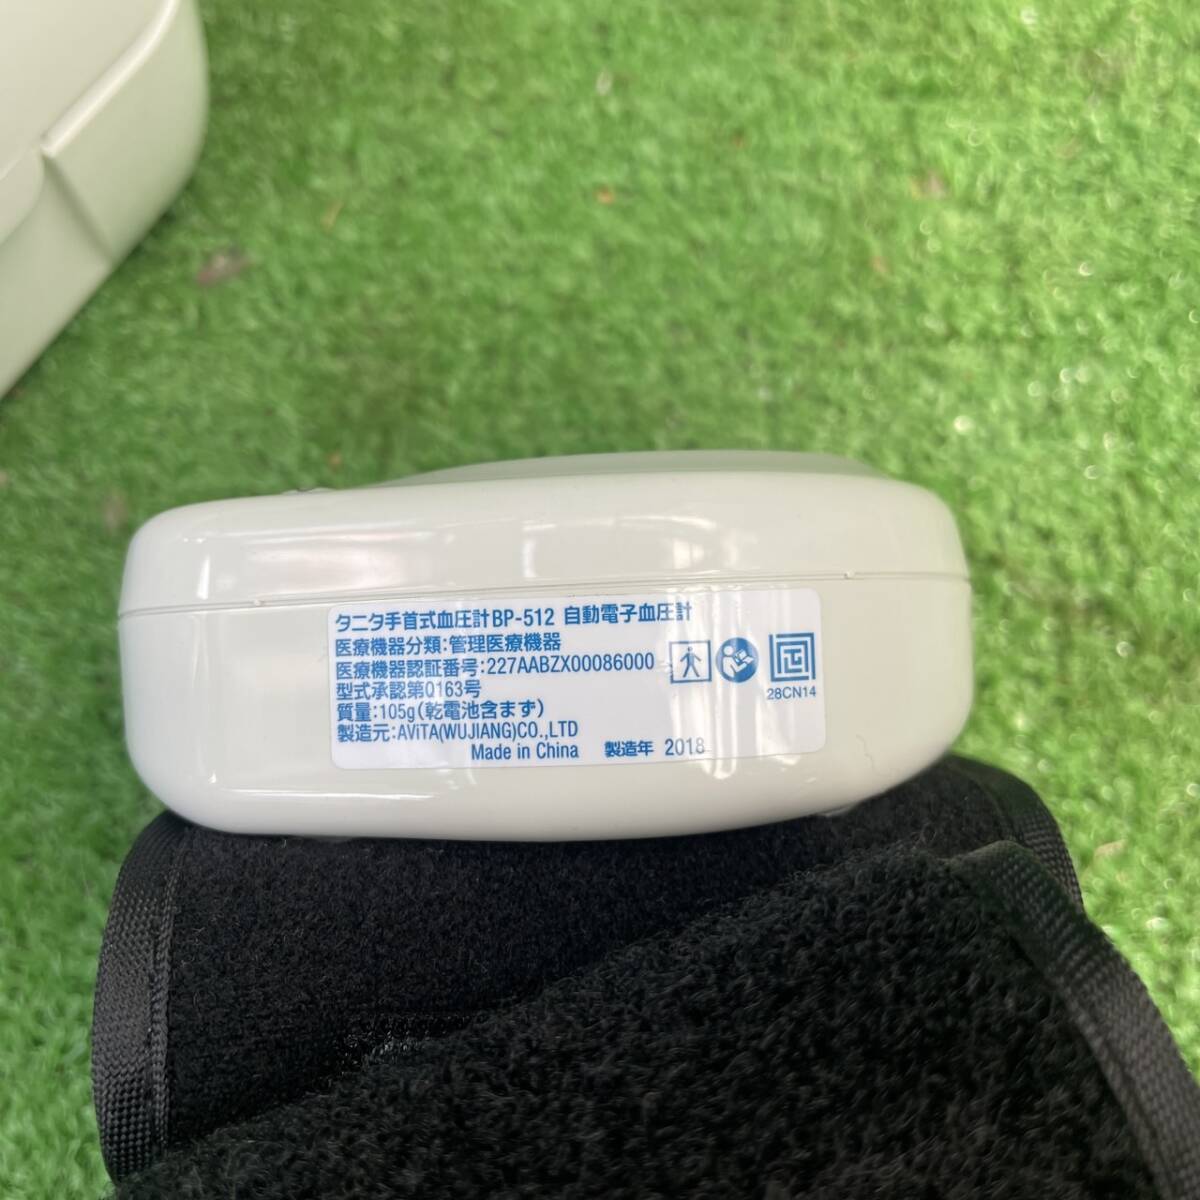 タニタ手首式血圧計BP-512 自動電子血圧計
医療機器分類:管理医療機器
医療機器認証番号:227AABZX00086000
型式承認第0163号
28CN14
質量:105g(乾電池含まず)
製造元:AViTA(WUJIANG)CO.,LTD
Made in China 製造年 2018